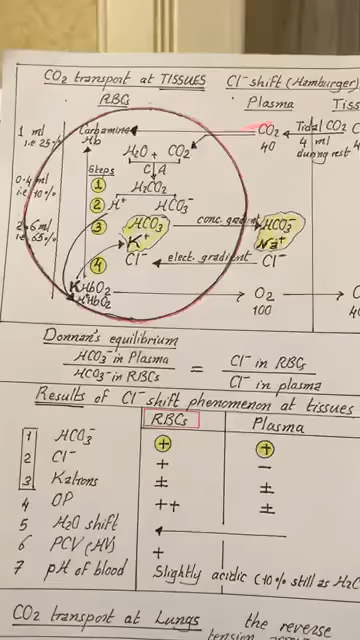 CO2 transport at TISSUES Cl- shift (Hamburger)
RBCs Plasma
1 ml Carbamino CO2 Tidal CO2
i.e 25% Hb 40 4 ml
H2O + CO2 during rest
C A
0.4 ml Steps H2CO3
i.e 10% 1
2 H+ HCO3-
2.6 ml 3 HCO3- conc. gradient HCO3-
i.e 65% K+ Na+
4 Cl- elect. gradient Cl-
KHbO2 O2
HHbO2 100
Donnan's equilibrium
HCO3- in Plasma = Cl- in RBCs
HCO3- in RBCs Cl- in plasma
Results of Cl- shift phenomenon at tissues
RBCs Plasma
1 HCO3- + +
2 Cl- + -
3 Kations ± ±
4 OP ++ ±
5 H2O shift
6 PCV (HV) +
7 pH of blood Slightly acidic (10% still as H2C
CO2 transport at Lungs the reverse